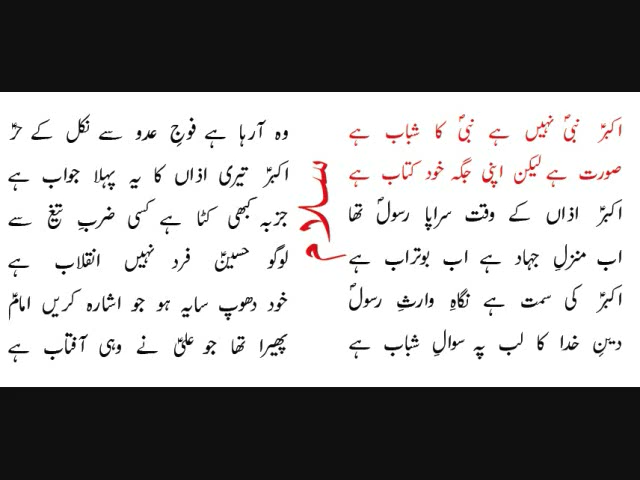 سلام
اکبرؑ نبیؐ نہیں ہے نبیؐ کا شباب ہے
صورت ہے لیکن اپنی جگہ خود کتاب ہے
اکبرؑ اذاں کے وقت سراپا رسولؐ تھا
اب منزلِ جہاد ہے اب بوتراب ہے
اکبرؑ کی سمت ہے نگاہِ وارثِ رسولؐ
دینِ خدا کا لب پہ سوالِ شباب ہے
وہ آرہا ہے فوجِ عدو سے نکل کے حرؑ
اکبرؑ تیری اذاں کا یہ پہلا جواب ہے
جزبہ کبھی کٹا ہے کسی ضربِ تیغ سے
لوگو حسینؑ فرد نہیں انقلاب ہے
خود دھوپ سایہ ہو جو اشارہ کریں امامؑ
پھیرا تھا جو علیؑ نے وہی آفتاب ہے